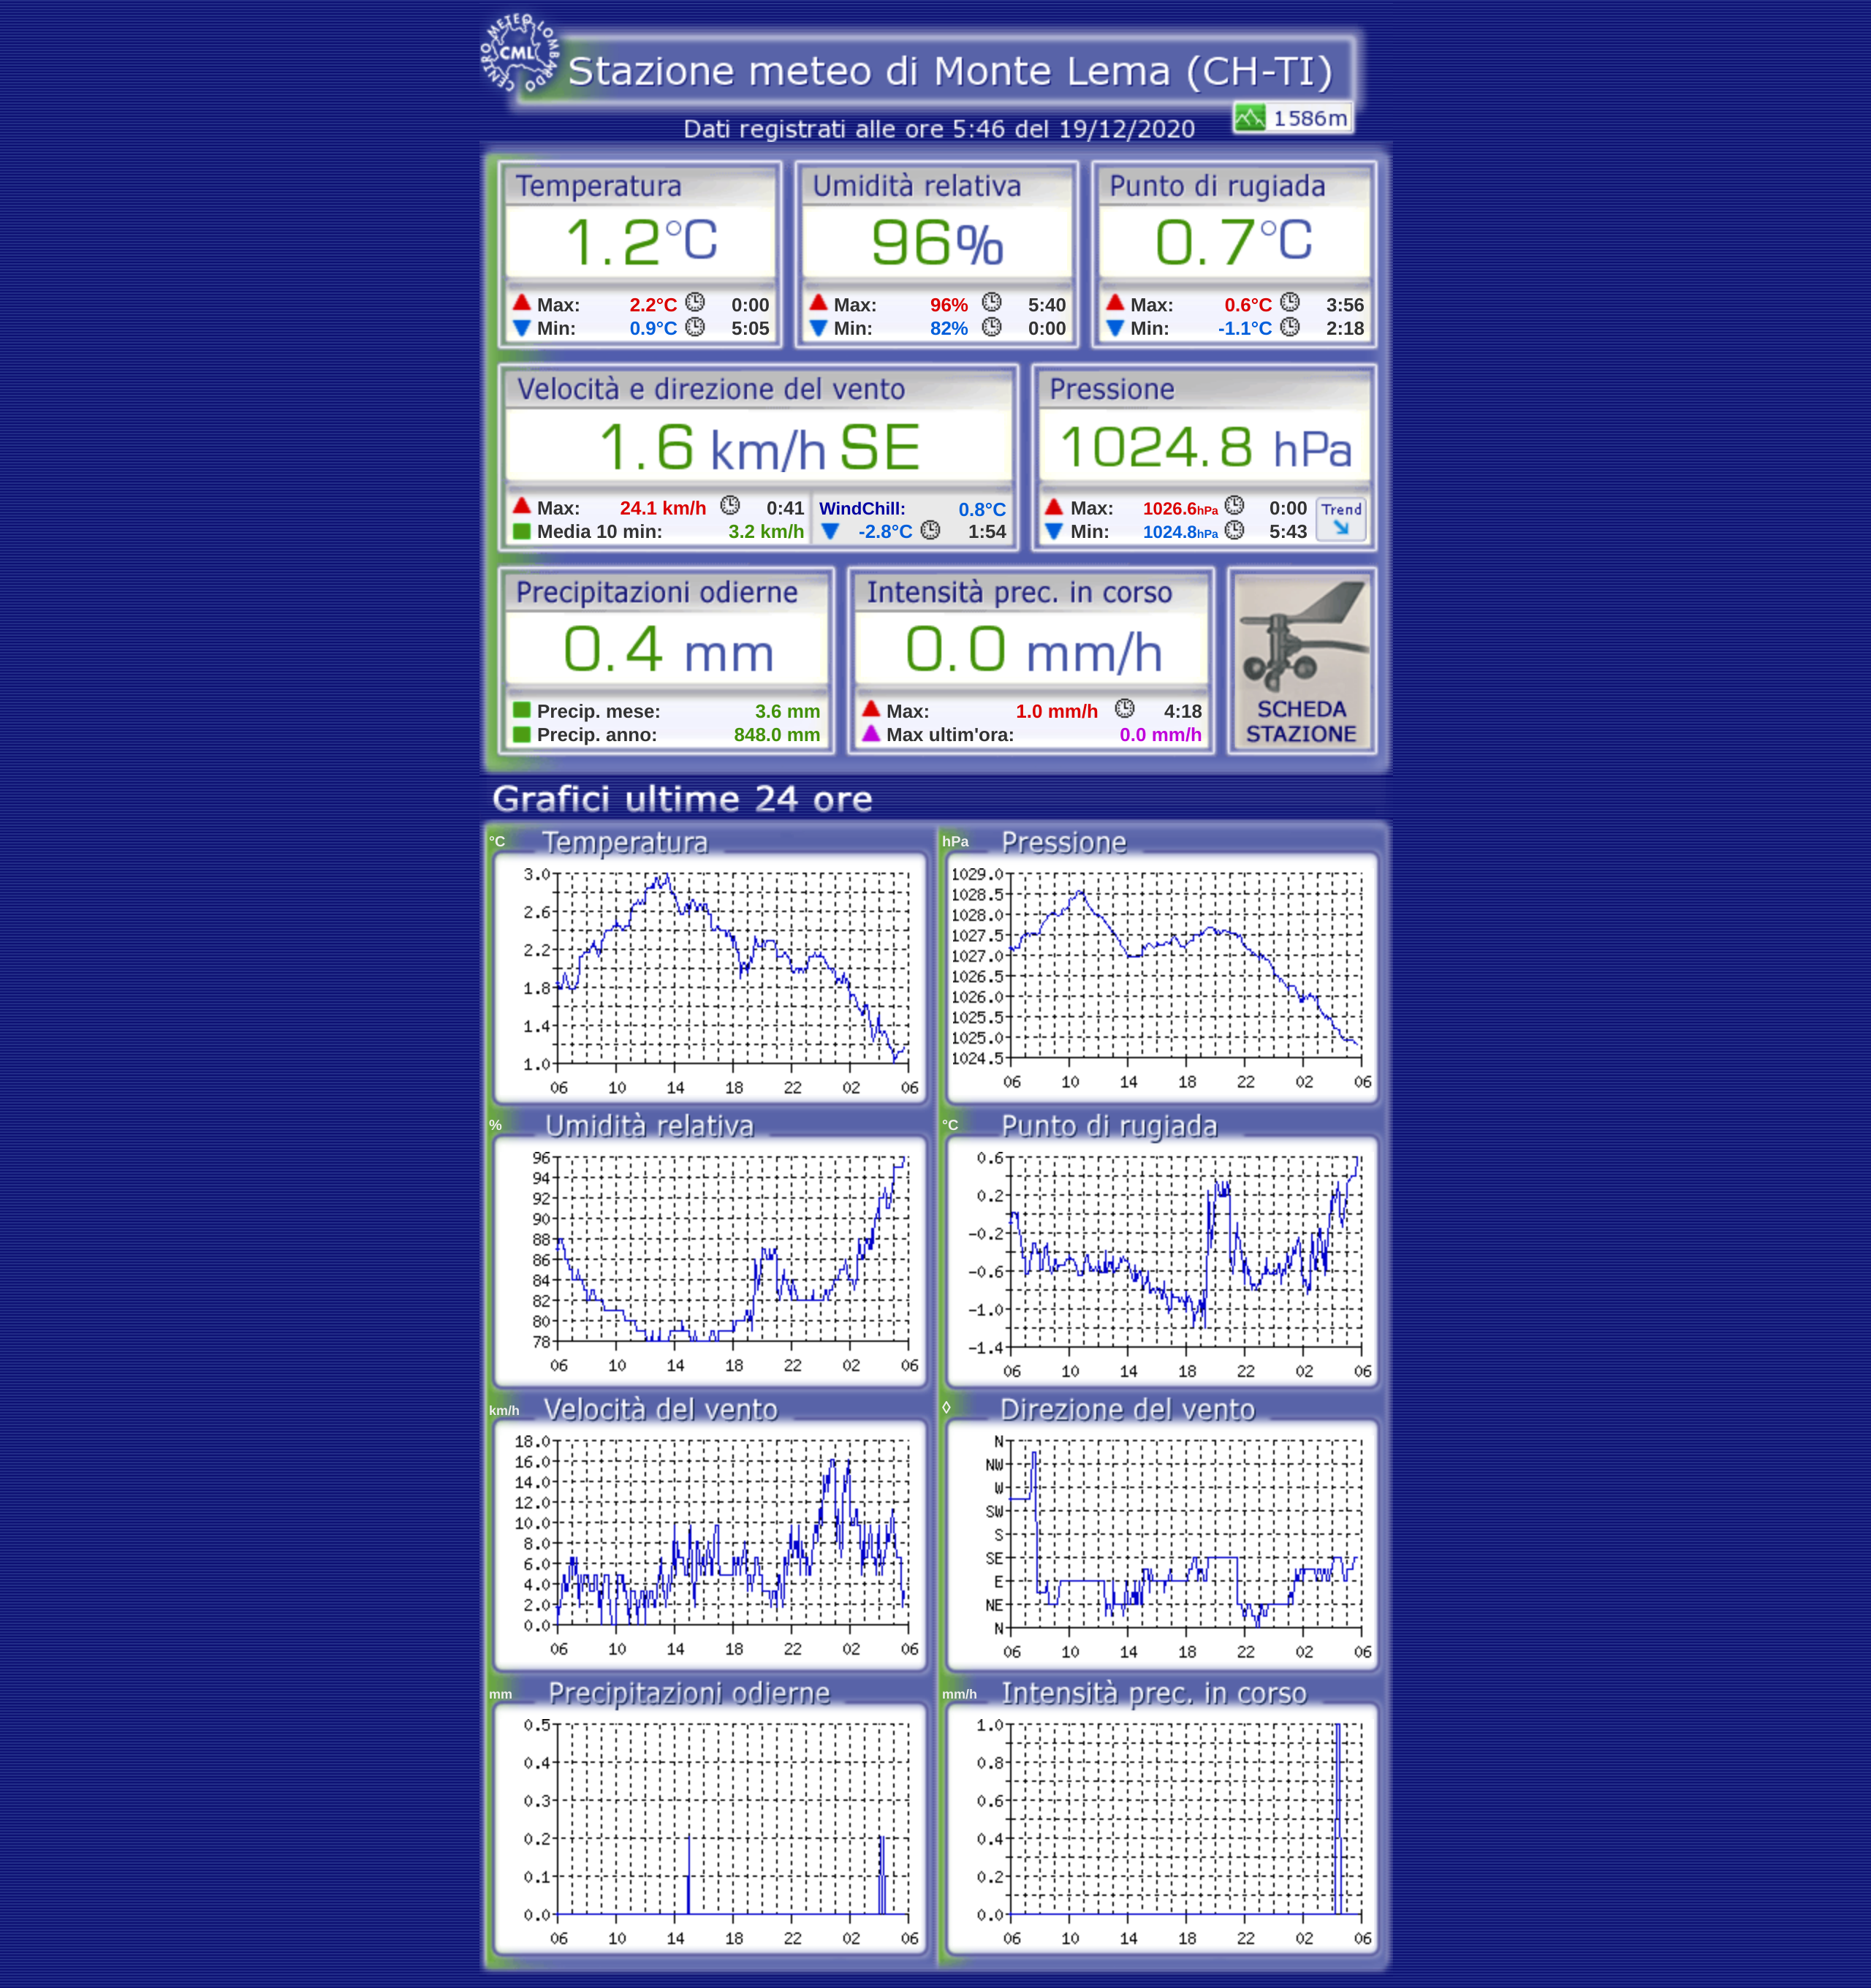 CENTRO METEO LOMBARDO
CML
Stazione meteo di Monte Lema (CH-TI)
1586m
Dati registrati alle ore 5:46 del 19/12/2020
Temperatura Umidità relativa Punto di rugiada
1.2°C 96% 0.7°C
Max: 2.2°C 0:00 Max: 96% 5:40 Max: 0.6°C 3:56
Min: 0.9°C 5:05 Min: 82% 0:00 Min: -1.1°C 2:18
Velocità e direzione del vento Pressione
1.6 km/h SE 1024.8 hPa
Max: 24.1 km/h 0:41 WindChill: 0.8°C Max: 1026.6hPa 0:00 Trend
Media 10 min: 3.2 km/h -2.8°C 1:54 Min: 1024.8hPa 5:43
Precipitazioni odierne Intensità prec. in corso
0.4 mm 0.0 mm/h
Precip. mese: 3.6 mm Max: 1.0 mm/h 4:18 SCHEDA
Precip. anno: 848.0 mm Max ultim'ora: 0.0 mm/h STAZIONE
Grafici ultime 24 ore
°C Temperatura
3.0
2.6
2.2
1.8
1.4
1.0
06 10 14 18 22 02 06
hPa Pressione
1029.0
1028.5
1028.0
1027.5
1027.0
1026.5
1026.0
1025.5
1025.0
1024.5
06 10 14 18 22 02 06
% Umidità relativa
96
94
92
90
88
86
84
82
80
78
06 10 14 18 22 02 06
°C Punto di rugiada
0.6
0.2
-0.2
-0.6
-1.0
-1.4
06 10 14 18 22 02 06
km/h Velocità del vento
18.0
16.0
14.0
12.0
10.0
8.0
6.0
4.0
2.0
0.0
06 10 14 18 22 02 06
◊ Direzione del vento
N
NW
W
SW
S
SE
E
NE
N
06 10 14 18 22 02 06
mm Precipitazioni odierne
0.5
0.4
0.3
0.2
0.1
0.0
06 10 14 18 22 02 06
mm/h Intensità prec. in corso
1.0
0.8
0.6
0.4
0.2
0.0
06 10 14 18 22 02 06